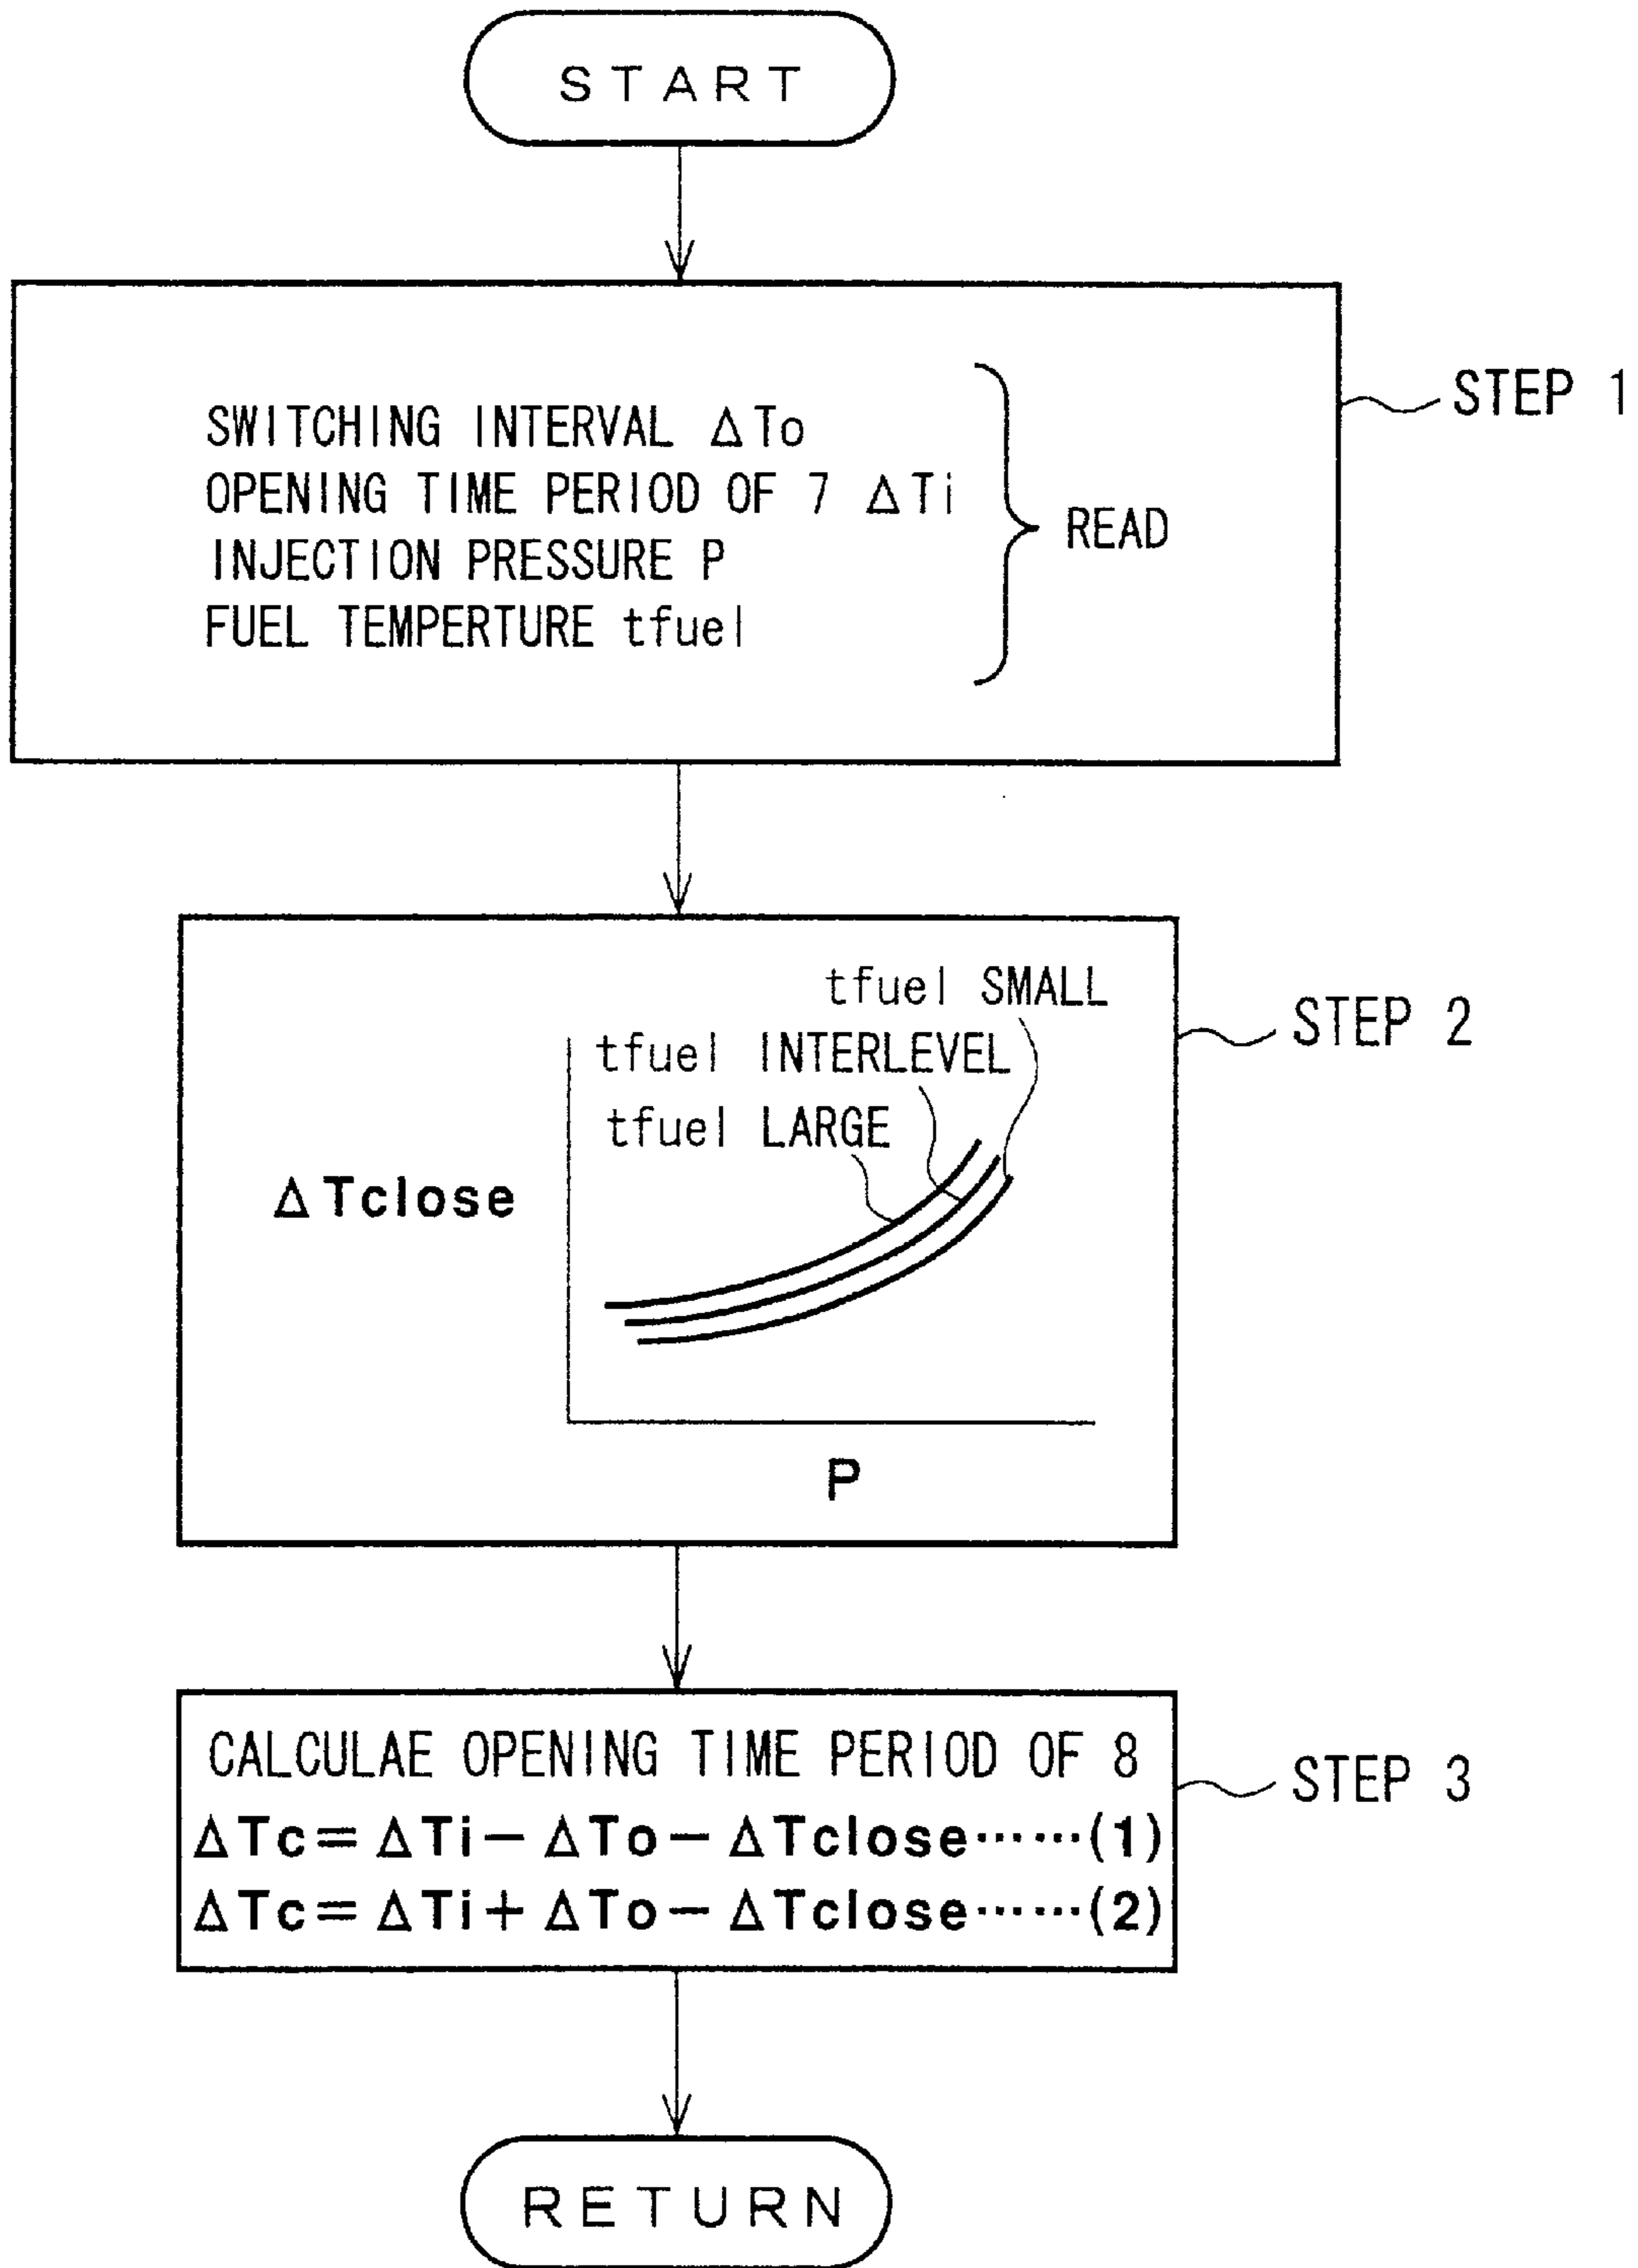 START
SWITCHING INTERVAL ΔTo
OPENING TIME PERIOD OF 7 ΔTi
INJECTION PRESSURE P
FUEL TEMPERTURE tfuel
READ
STEP 1
tfuel SMALL
tfuel INTERLEVEL
tfuel LARGE
ΔTclose
P
STEP 2
CALCULAE OPENING TIME PERIOD OF 8
ΔTc=ΔTi−ΔTo−ΔTclose……(1)
ΔTc=ΔTi+ΔTo−ΔTclose……(2)
STEP 3
RETURN